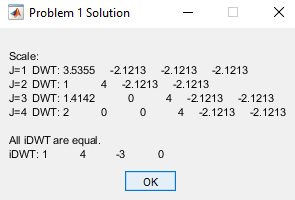 Problem 1 Solution
Scale:
J=1 DWT: 3.5355 -2.1213 -2.1213 -2.1213
J=2 DWT: 1 4 -2.1213 -2.1213
J=3 DWT: 1.4142 0 4 -2.1213 -2.1213
J=4 DWT: 2 0 0 4 -2.1213 -2.1213
All iDWT are equal.
iDWT: 1 4 -3 0
OK